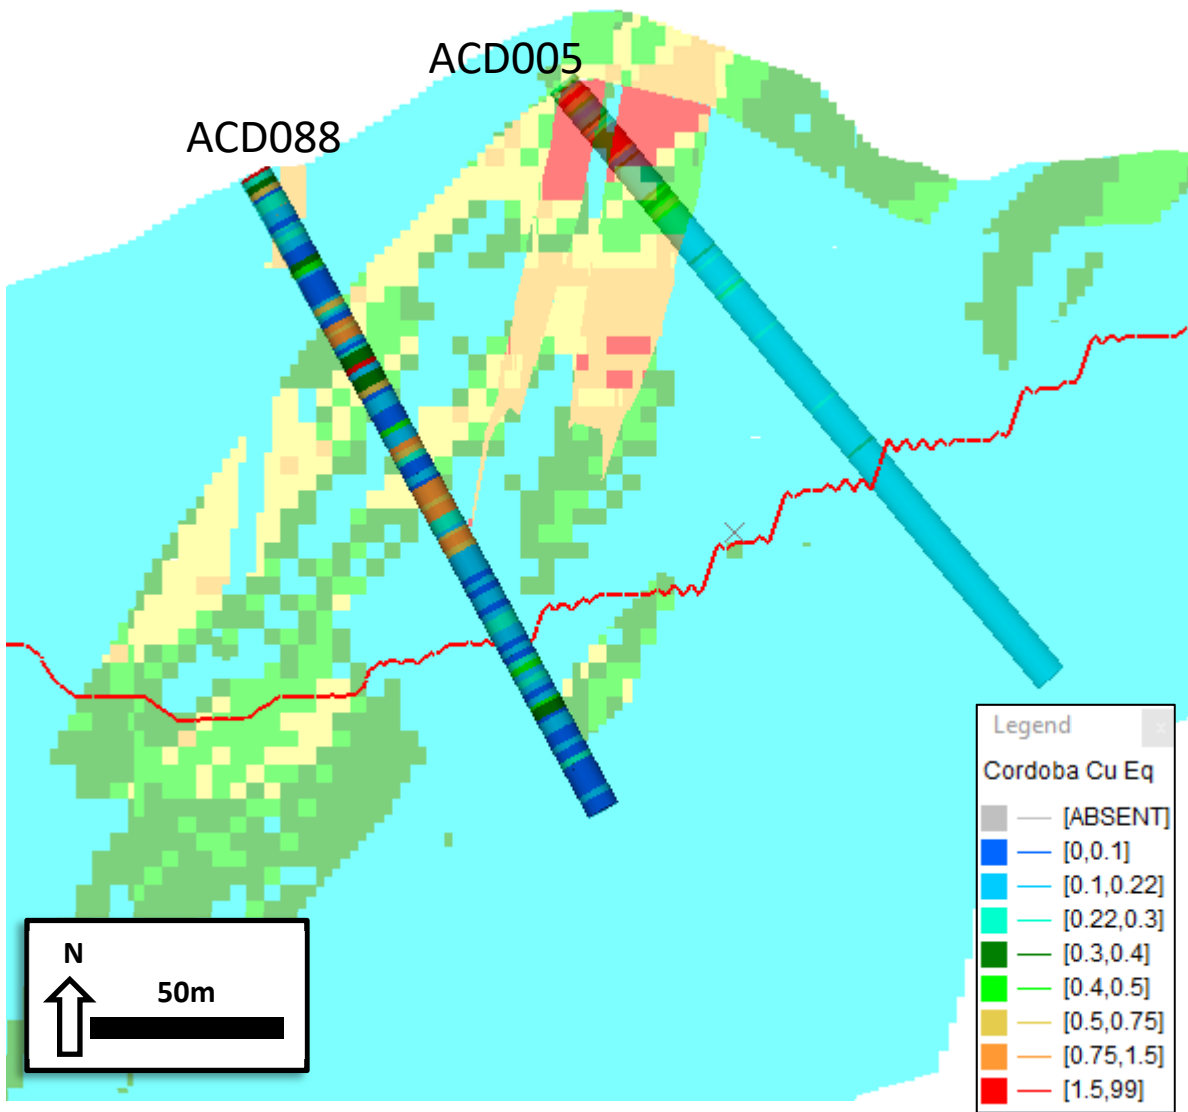 ACD005
ACD088
Legend
x
Cordoba Cu Eq
[ABSENT]
[0,0.1]
[0.1,0.22]
[0.22,0.3]
[0.3,0.4]
[0.4,0.5]
[0.5,0.75]
[0.75,1.5]
[1.5,99]
N
50m